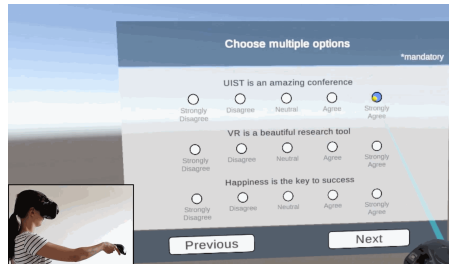 Choose multiple options
*mandatory
UIST is an amazing conference
Strongly Disagree Disagree Neutral Agree Strongly Agree
VR is a beautiful research tool
Strongly Disagree Disagree Neutral Agree Strongly Agree
Happiness is the key to success
Strongly Disagree Disagree Neutral Agree Strongly Agree
Previous Next